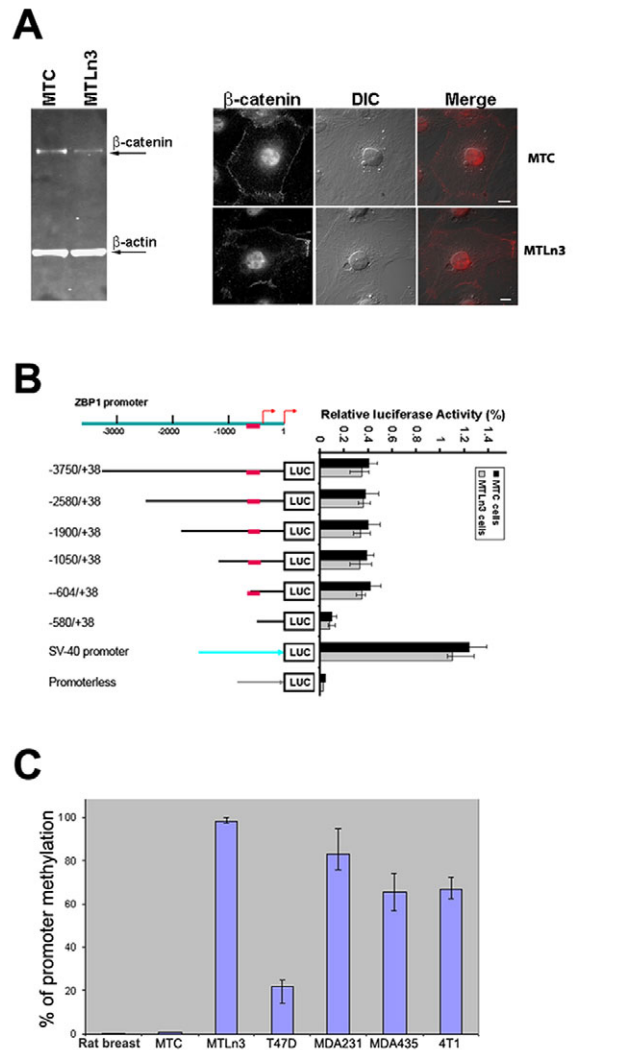 A
MTC
MTLn3
β-catenin
β-actin
β-catenin DIC Merge
MTC
MTLn3
B
ZBP1 promoter
-3000 -2000 -1000 1
Relative luciferase Activity (%)
0 0.2 0.4 0.6 0.8 1 1.2 1.4
MTC cells
MTLn3 cells
-3750/+38 LUC
-2580/+38 LUC
-1900/+38 LUC
-1050/+38 LUC
--604/+38 LUC
-580/+38 LUC
SV-40 promoter LUC
Promoterless LUC
C
% of promoter methylation
100
80
60
40
20
0
Rat breast MTC MTLn3 T47D MDA231 MDA435 4T1